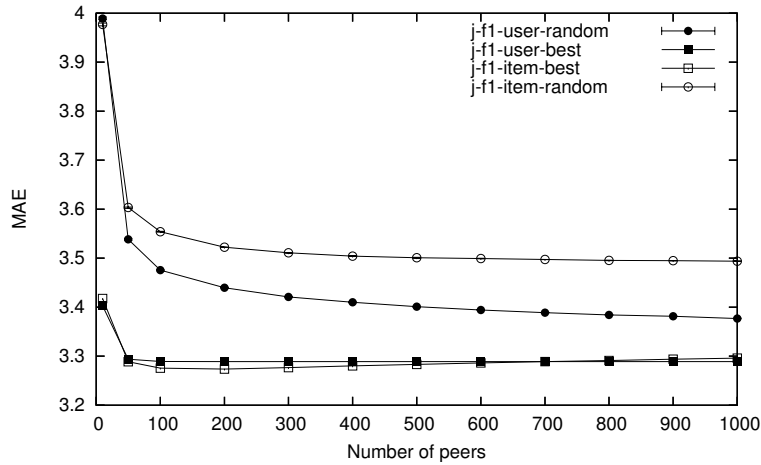 j-f1-user-random
j-f1-user-best
j-f1-item-best
j-f1-item-random
4
3.9
3.8
3.7
3.6
3.5
3.4
3.3
3.2
MAE
0 100 200 300 400 500 600 700 800 900 1000
Number of peers